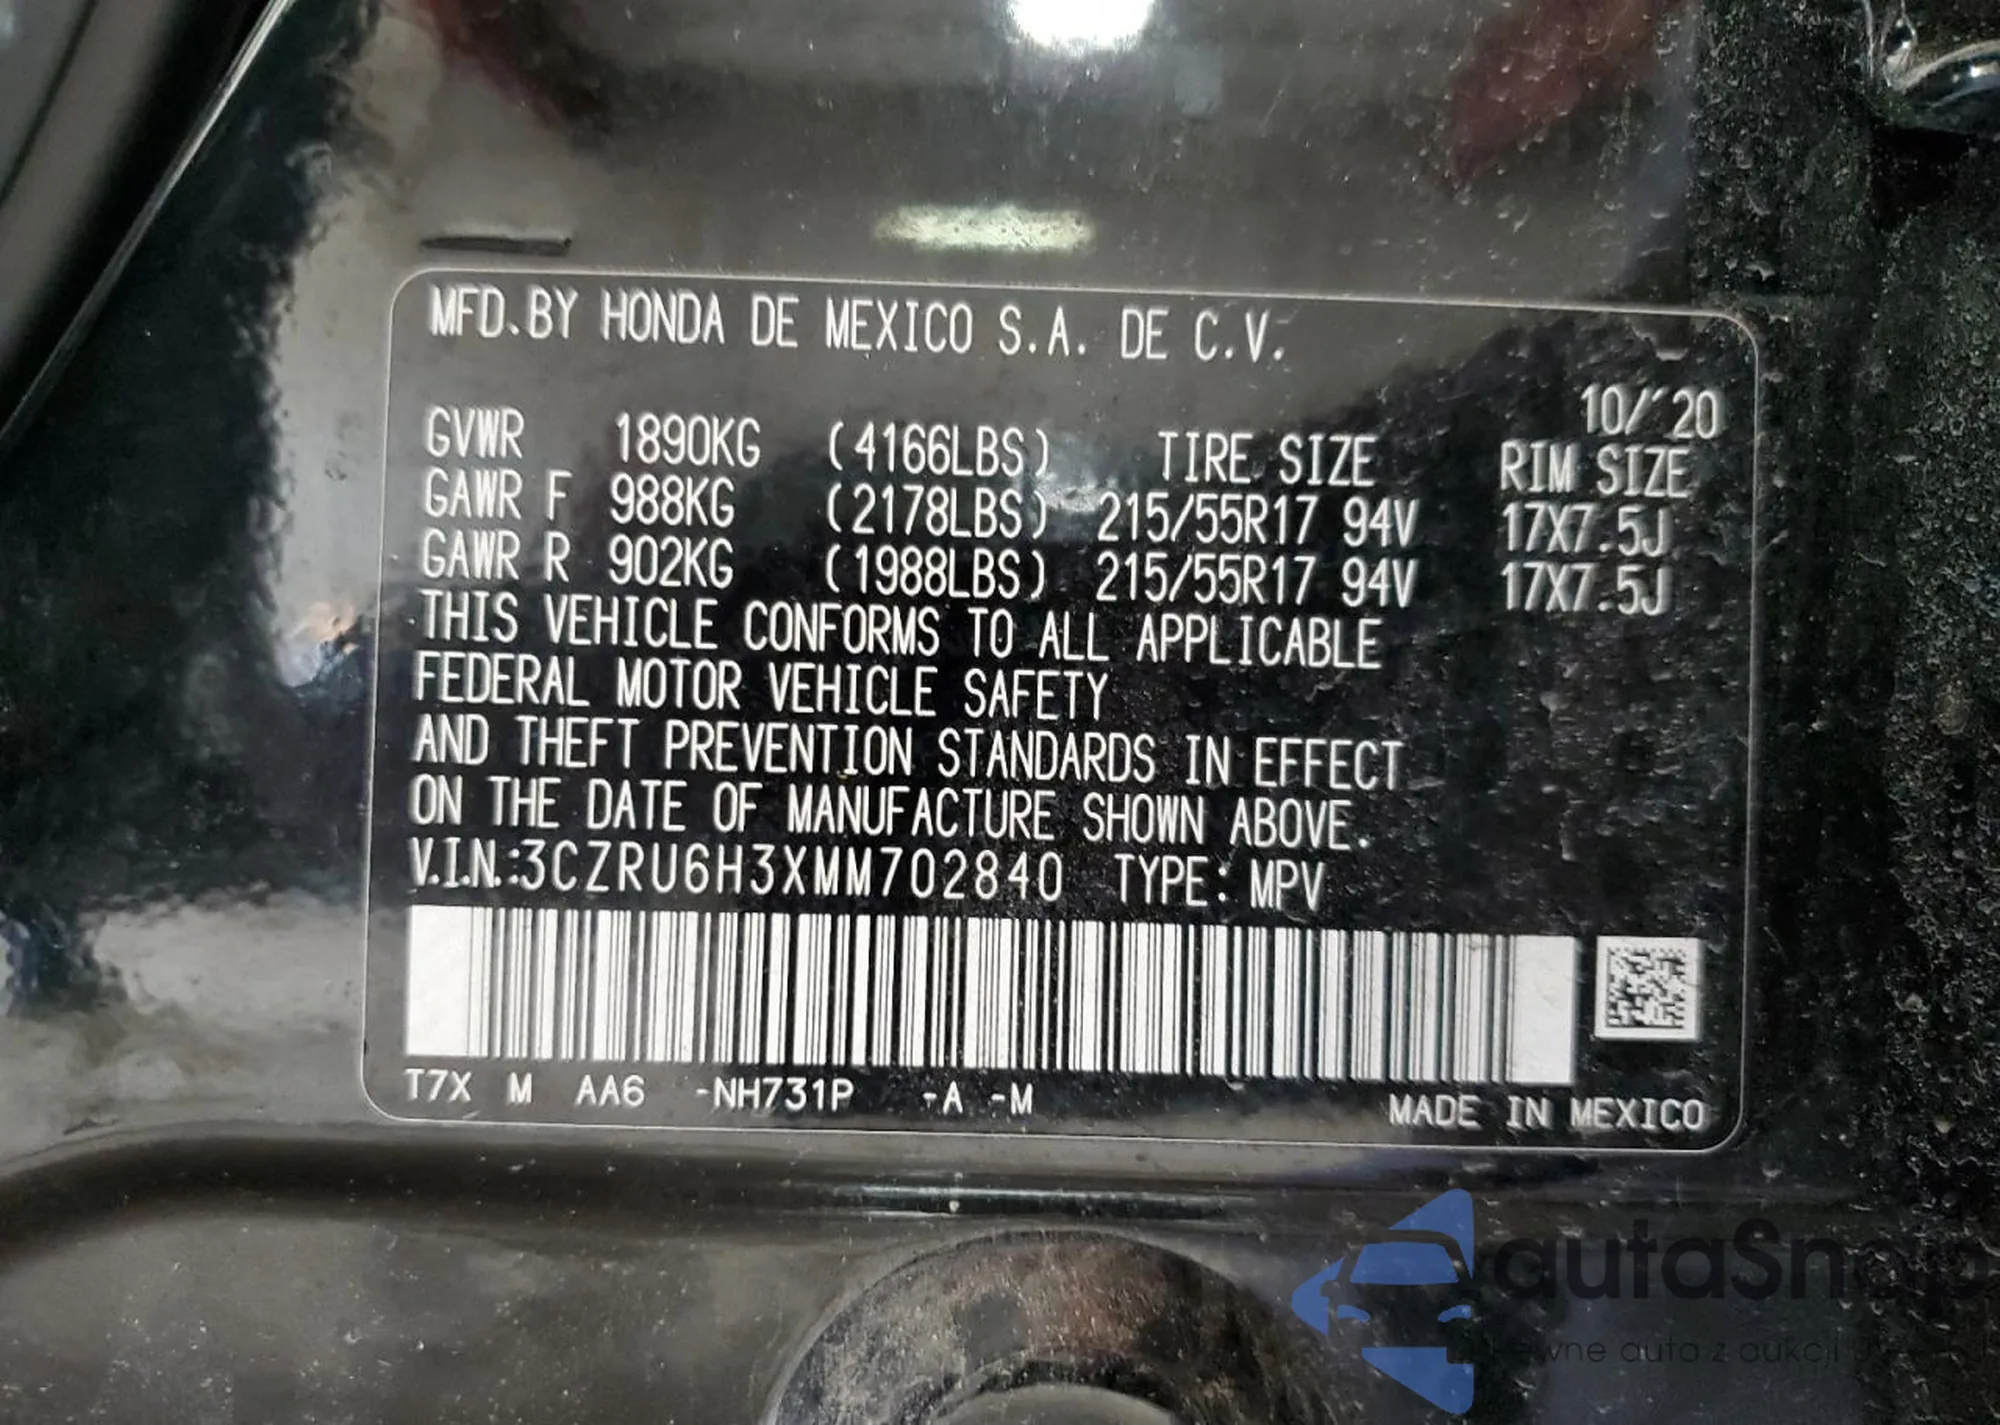 MFD.BY HONDA DE MEXICO S.A. DE C.V.
10/'20
GVWR 1890KG (4166LBS) TIRE SIZE RIM SIZE
GAWR F 988KG (2178LBS) 215/55R17 94V 17X7.5J
GAWR R 902KG (1988LBS) 215/55R17 94V 17X7.5J
THIS VEHICLE CONFORMS TO ALL APPLICABLE
FEDERAL MOTOR VEHICLE SAFETY
AND THEFT PREVENTION STANDARDS IN EFFECT
ON THE DATE OF MANUFACTURE SHOWN ABOVE.
V.I.N.:3CZRU6H3XMM702840 TYPE: MPV
T7X M AA6 -NH731P -A -M
MADE IN MEXICO
autaSnap
auto z aukcji